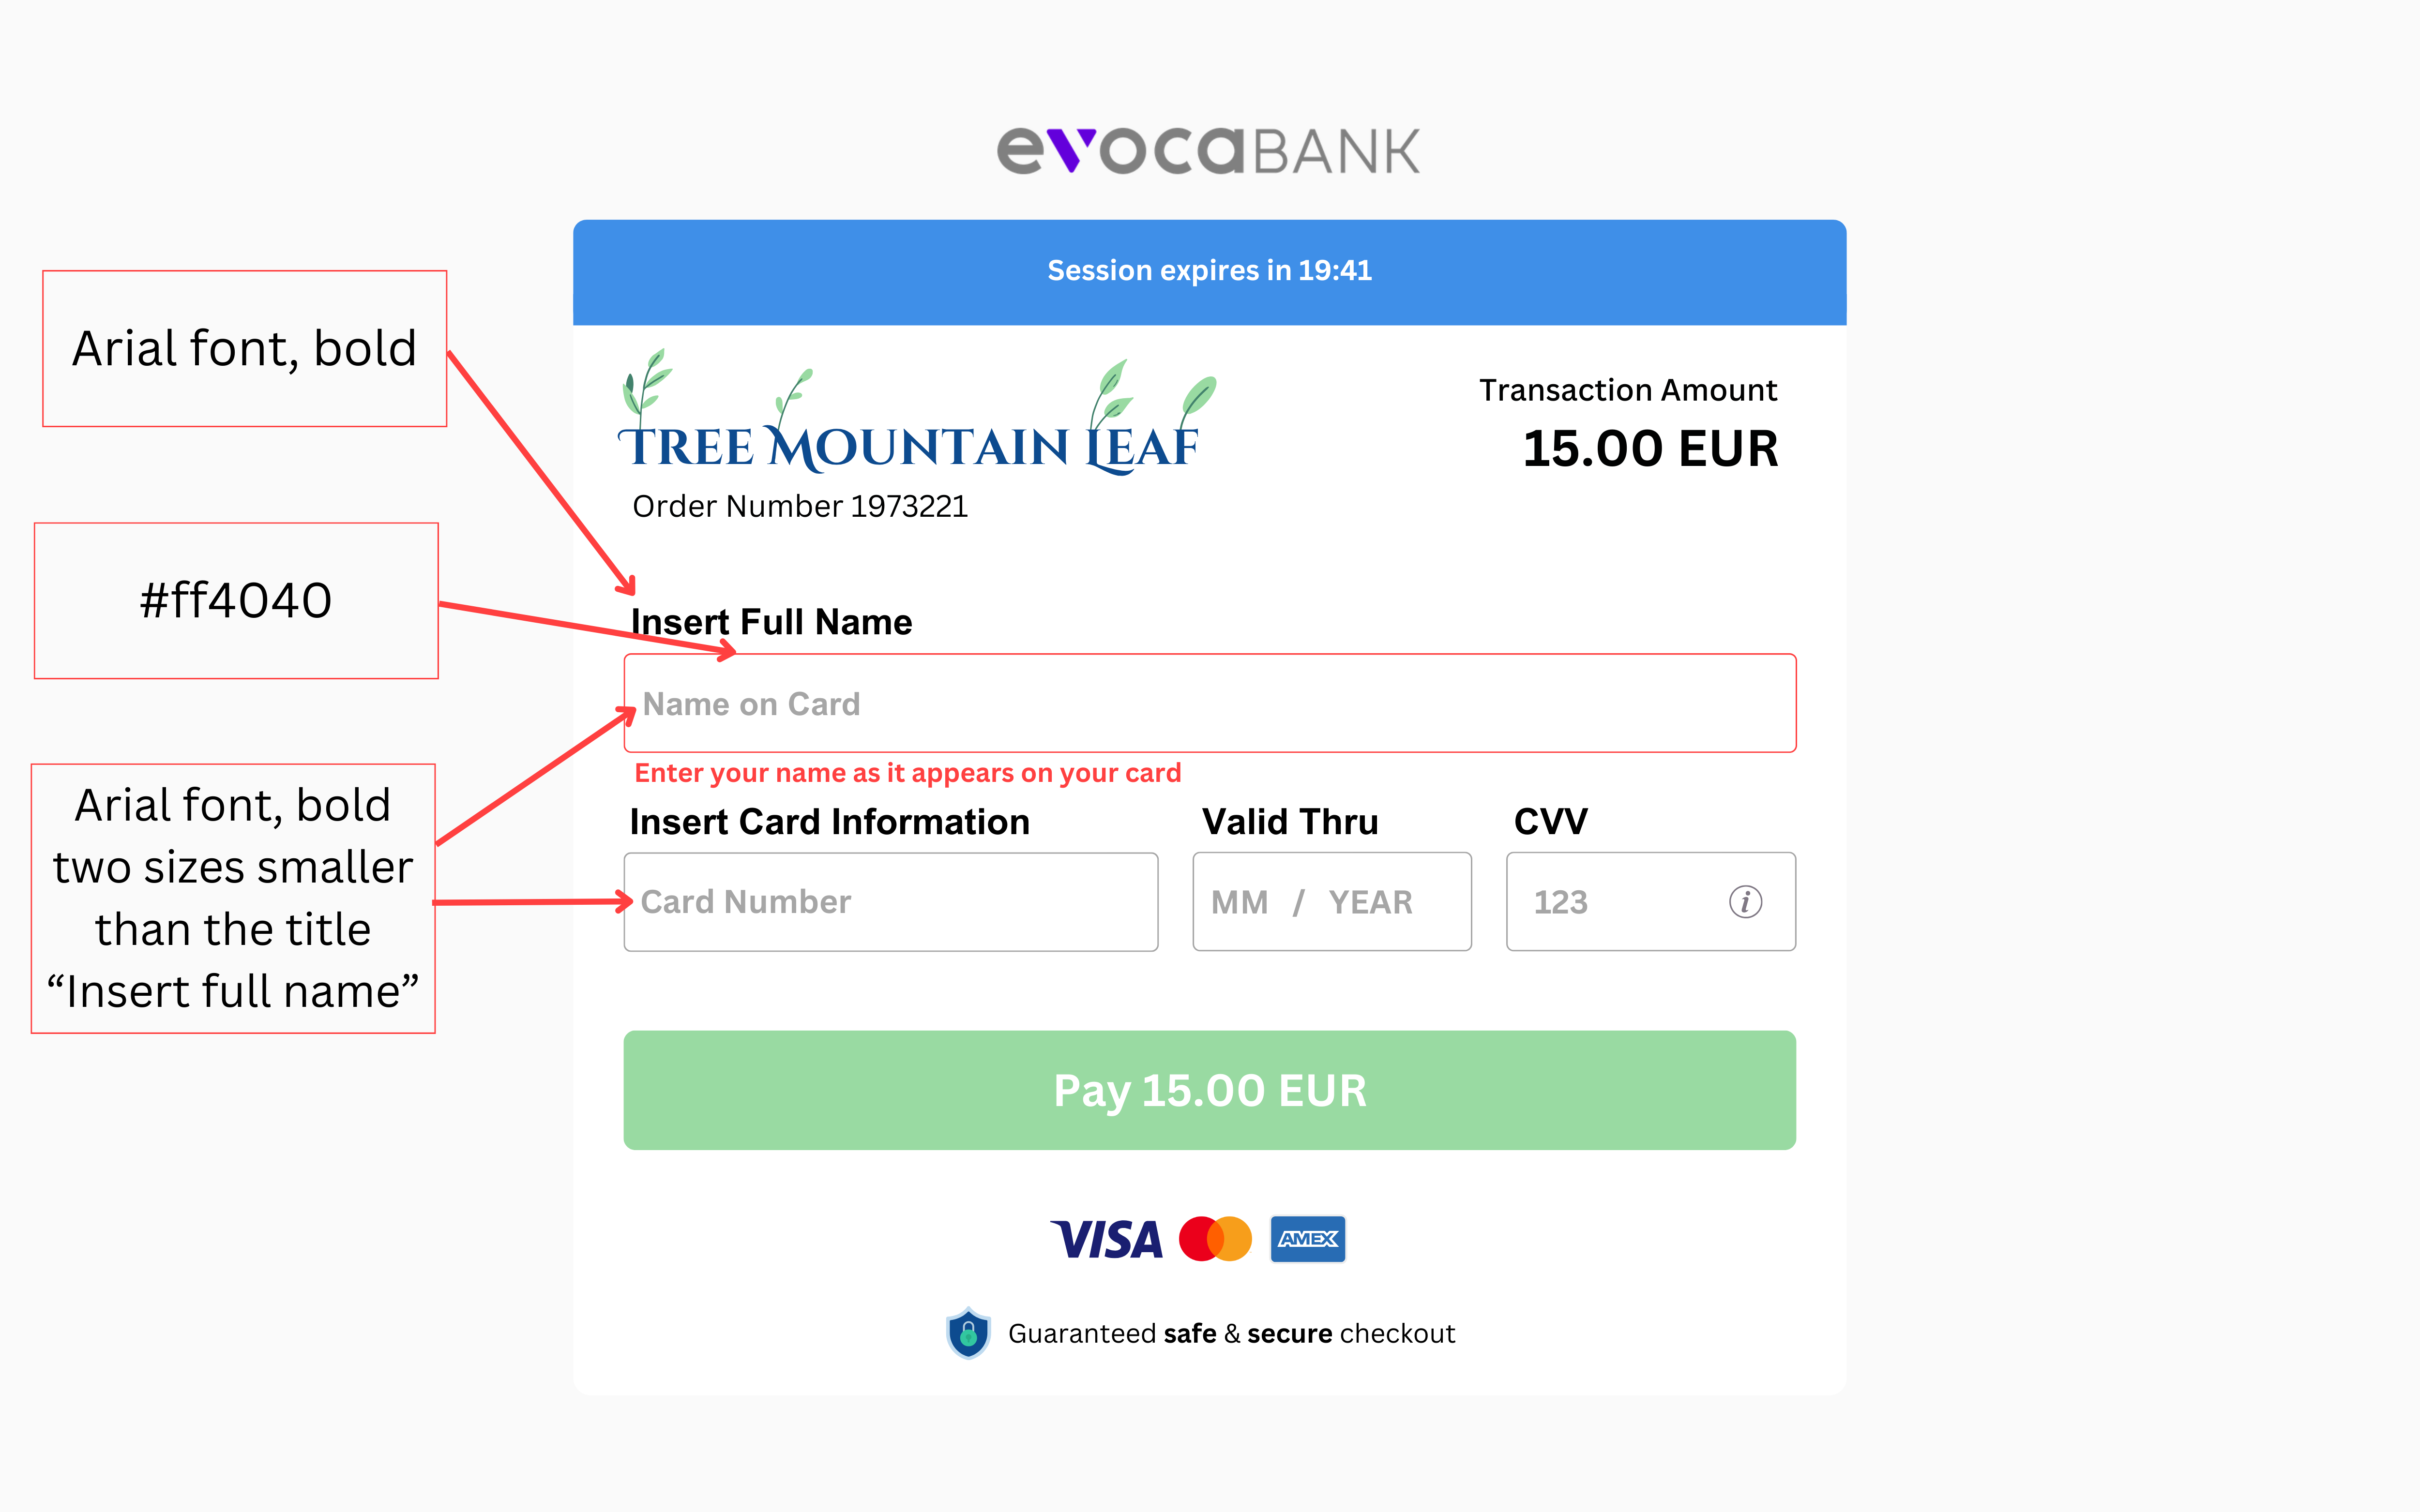 evocaBANK
Session expires in 19:41
Arial font, bold
TREE MOUNTAIN LEAF
Transaction Amount
15.00 EUR
Order Number 1973221
#ff4040
Insert Full Name
Name on Card
Enter your name as it appears on your card
Arial font, bold
two sizes smaller
than the title
“Insert full name”
Insert Card Information
Valid Thru
CVV
Card Number
MM / YEAR
123
i
Pay 15.00 EUR
VISA
AMEX
Guaranteed safe & secure checkout